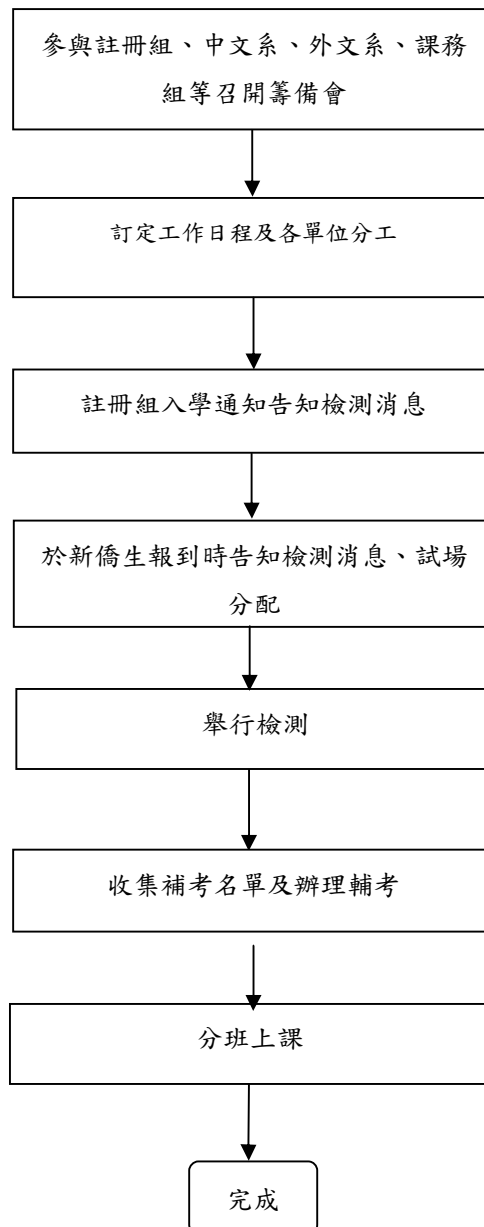 參與註冊組、中文系、外文系、課務
組等召開籌備會
訂定工作日程及各單位分工
註冊組入學通知告知檢測消息
於新僑生報到時告知檢測消息、試場
分配
舉行檢測
收集補考名單及辦理輔考
分班上課
完成